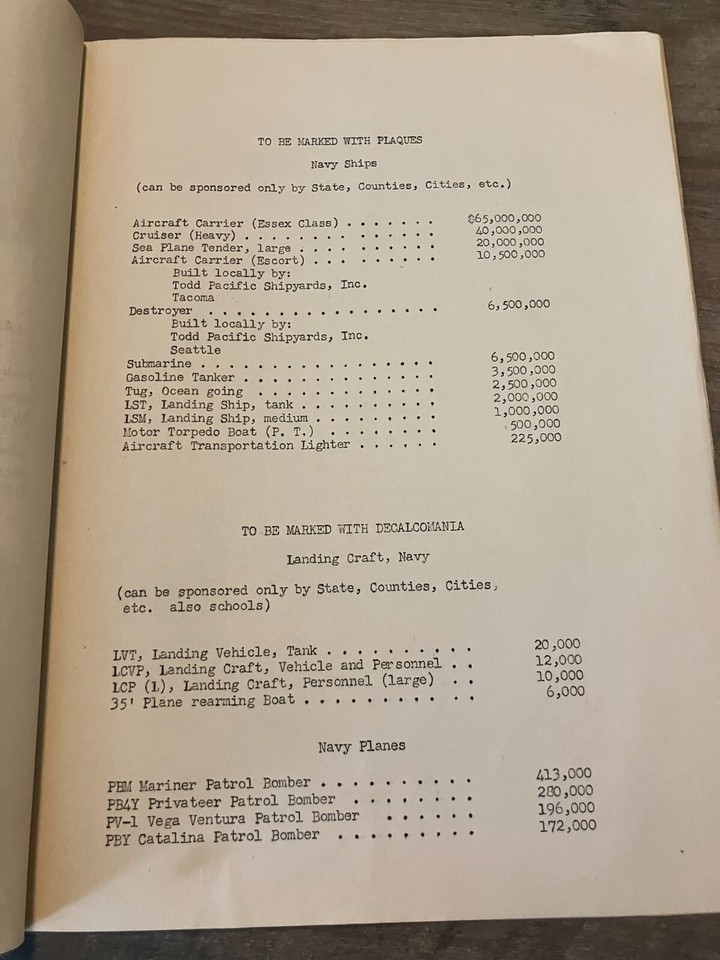 TO BE MARKED WITH PLAQUES
Navy Ships
(can be sponsored only by State, Counties, Cities, etc.)
Aircraft Carrier (Essex Class) . . . . . . . $65,000,000
Cruiser (Heavy) . . . . . . . . . . . . . . 40,000,000
Sea Plane Tender, large . . . . . . . . . . 20,000,000
Aircraft Carrier (Escort) . . . . . . . . . 10,500,000
Built locally by:
Todd Pacific Shipyards, Inc.
Tacoma
Destroyer . . . . . . . . . . . . . . . . . 6,500,000
Built locally by:
Todd Pacific Shipyards, Inc.
Seattle
Submarine . . . . . . . . . . . . . . . . . 6,500,000
Gasoline Tanker . . . . . . . . . . . . . . 3,500,000
Tug, Ocean going . . . . . . . . . . . . . 2,500,000
LST, Landing Ship, tank . . . . . . . . . . 2,000,000
LSM, Landing Ship, medium . . . . . . . . . 1,000,000
Motor Torpedo Boat (P. T.) . . . . . . . . 500,000
Aircraft Transportation Lighter . . . . . . 225,000
TO BE MARKED WITH DECALCOMANIA
Landing Craft, Navy
(can be sponsored only by State, Counties, Cities,
etc. also schools)
LVT, Landing Vehicle, Tank . . . . . . . . . . 20,000
LCVP, Landing Craft, Vehicle and Personnel . . 12,000
LCP (L), Landing Craft, Personnel (large) . . 10,000
35' Plane rearming Boat . . . . . . . . . . . 6,000
Navy Planes
PBM Mariner Patrol Bomber . . . . . . . . . . 413,000
PB4Y Privateer Patrol Bomber . . . . . . . . 280,000
PV-1 Vega Ventura Patrol Bomber . . . . . . 196,000
PBY Catalina Patrol Bomber . . . . . . . . . 172,000